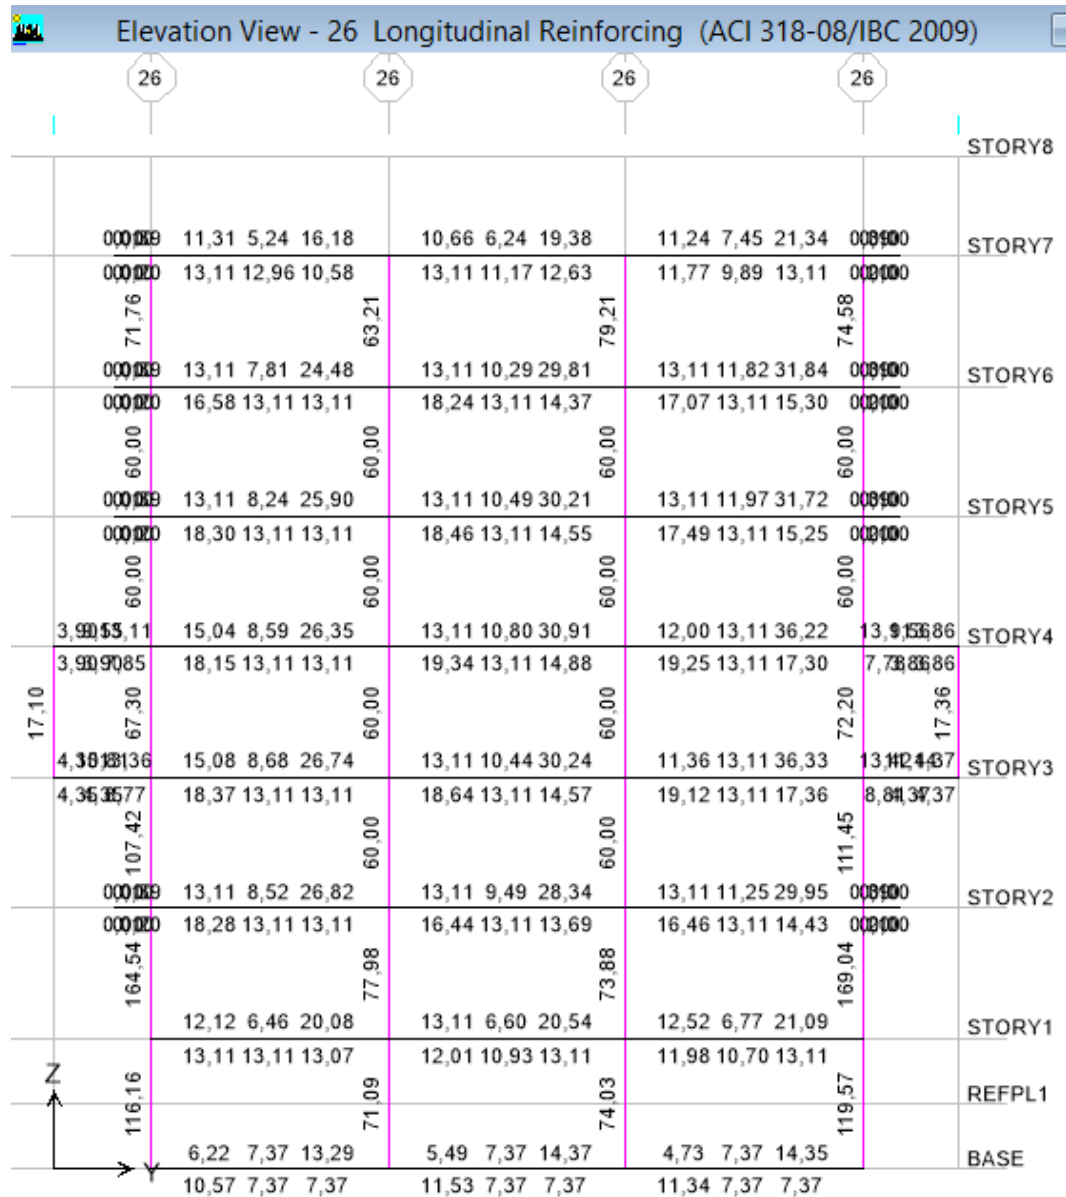 Elevation View - 26 Longitudinal Reinforcing (ACI 318-08/IBC 2009)
26 26 26 26
STORY8
11,31 5,24 16,18 10,66 6,24 19,38 11,24 7,45 21,34
STORY7
13,11 12,96 10,58 13,11 11,17 12,63 11,77 9,89 13,11
71,76 63,21 79,21 74,58
13,11 7,81 24,48 13,11 10,29 29,81 13,11 11,82 31,84
STORY6
16,58 13,11 13,11 18,24 13,11 14,37 17,07 13,11 15,30
60,00 60,00 60,00 60,00
13,11 8,24 25,90 13,11 10,49 30,21 13,11 11,97 31,72
STORY5
18,30 13,11 13,11 18,46 13,11 14,55 17,49 13,11 15,25
60,00 60,00 60,00 60,00
15,04 8,59 26,35 13,11 10,80 30,91 12,00 13,11 36,22
STORY4
18,15 13,11 13,11 19,34 13,11 14,88 19,25 13,11 17,30
17,10 67,30 60,00 60,00 72,20 17,36
15,08 8,68 26,74 13,11 10,44 30,24 11,36 13,11 36,33
STORY3
18,37 13,11 13,11 18,64 13,11 14,57 19,12 13,11 17,36
107,42 60,00 60,00 111,45
13,11 8,52 26,82 13,11 9,49 28,34 13,11 11,25 29,95
STORY2
18,28 13,11 13,11 16,44 13,11 13,69 16,46 13,11 14,43
164,54 77,98 73,88 169,04
12,12 6,46 20,08 13,11 6,60 20,54 12,52 6,77 21,09
STORY1
13,11 13,11 13,07 12,01 10,93 13,11 11,98 10,70 13,11
Z
116,16 71,09 74,03 119,57
REFPL1
6,22 7,37 13,29 5,49 7,37 14,37 4,73 7,37 14,35
BASE
Y
10,57 7,37 7,37 11,53 7,37 7,37 11,34 7,37 7,37